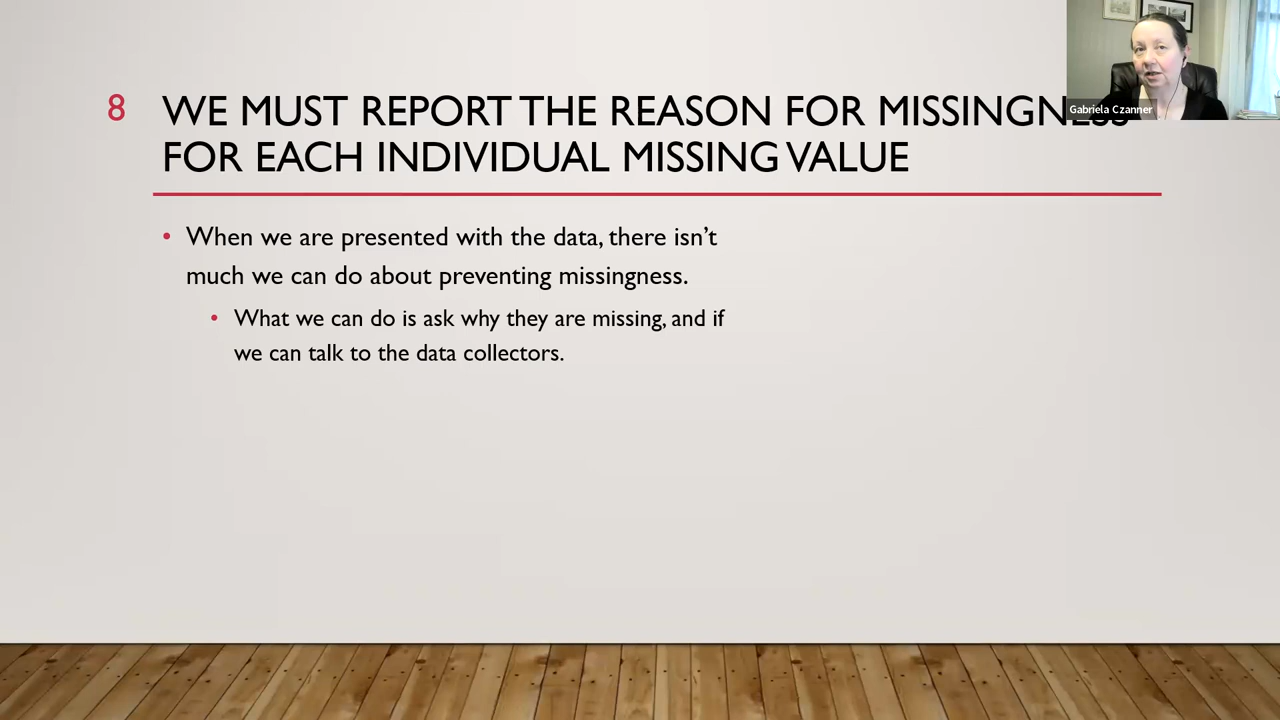 8
WE MUST REPORT THE REASON FOR MISSINGNESS
FOR EACH INDIVIDUAL MISSING VALUE
Gabriela Czanner
• When we are presented with the data, there isn’t
much we can do about preventing missingness.
• What we can do is ask why they are missing, and if
we can talk to the data collectors.